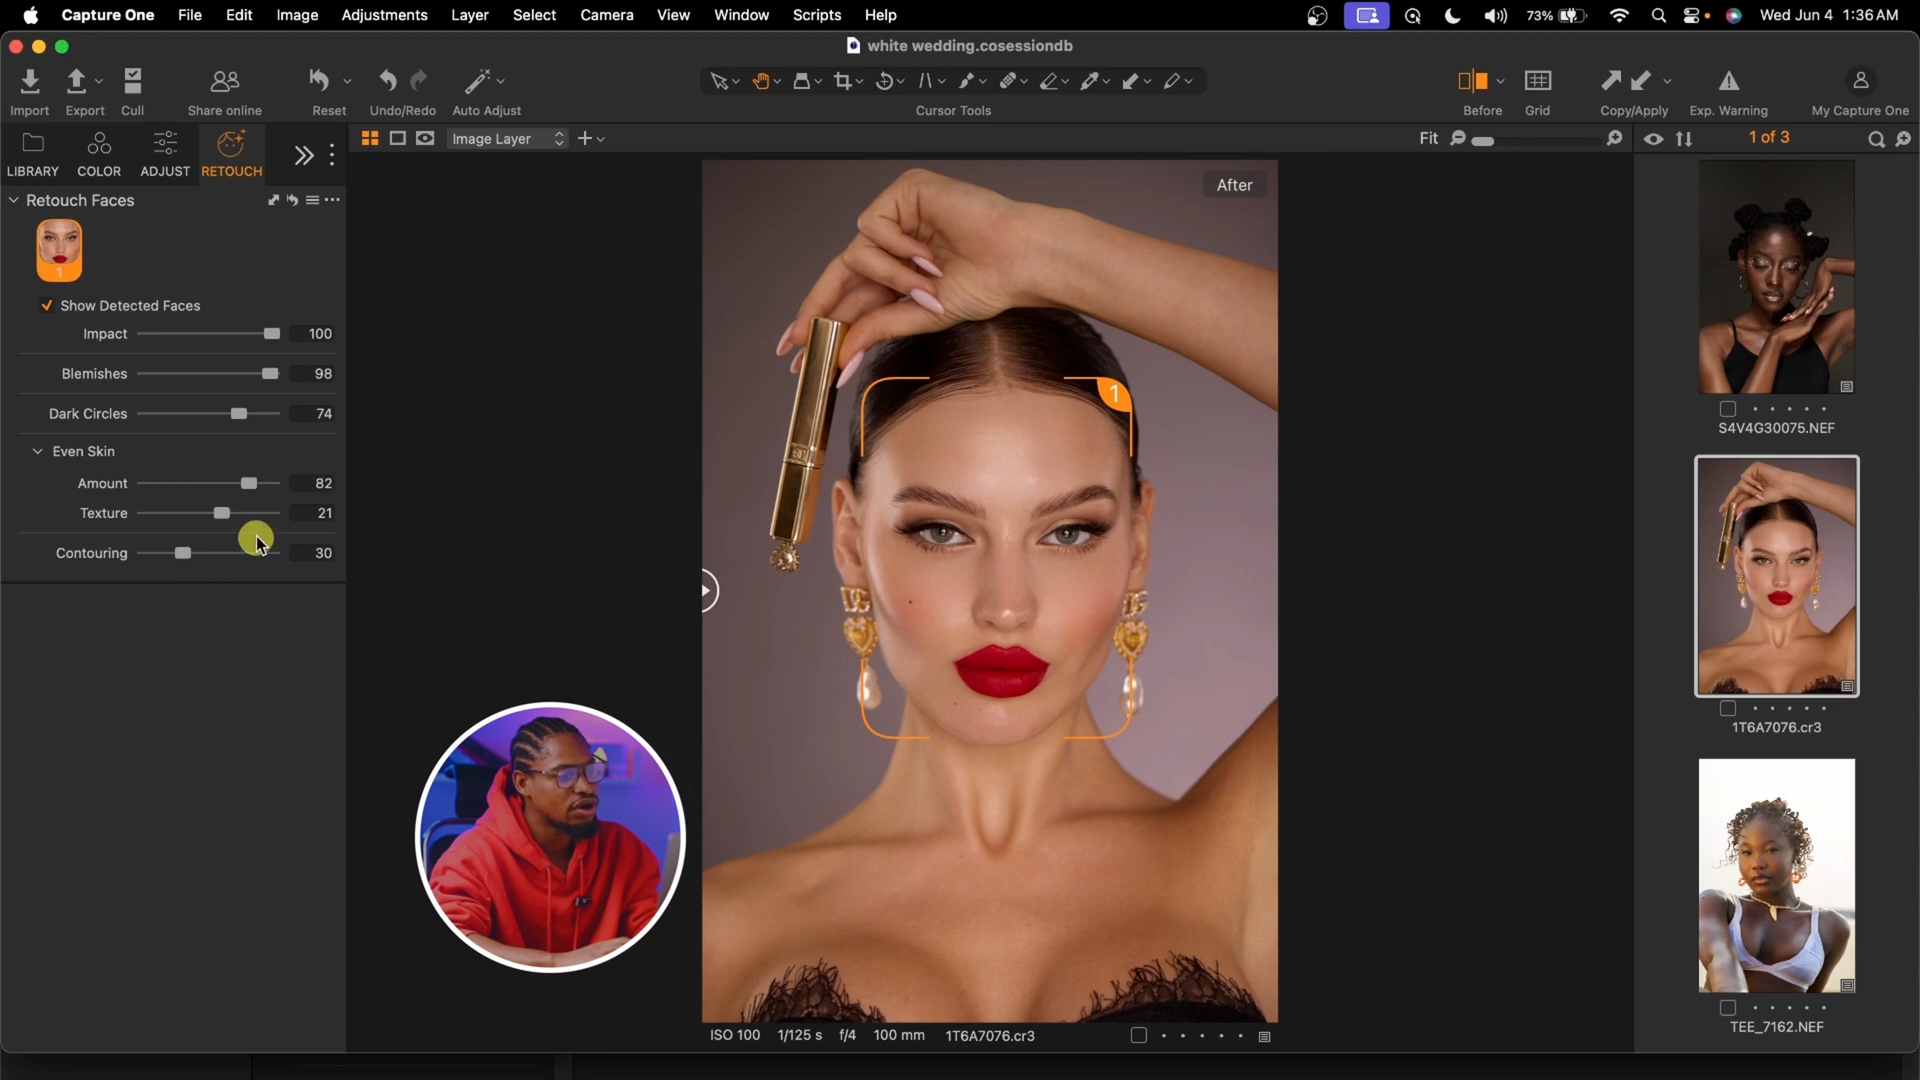 Capture One File Edit Image Adjustments Layer Select Camera View Window Scripts Help 73% Wed Jun 4 1:36 AM
white wedding.cosessiondb
Import Export Cull Share online Reset Undo/Redo Auto Adjust Cursor Tools Before Grid Copy/Apply Exp. Warning My Capture One
LIBRARY COLOR ADJUST RETOUCH
Image Layer
Fit
1 of 3
Retouch Faces
1
Show Detected Faces
Impact 100
Blemishes 98
Dark Circles 74
Even Skin
Amount 82
Texture 21
Contouring 30
After
1
DG
ISO 100 1/125 s f/4 100 mm 1T6A7076.cr3
S4V4G30075.NEF
1T6A7076.cr3
TEE_7162.NEF